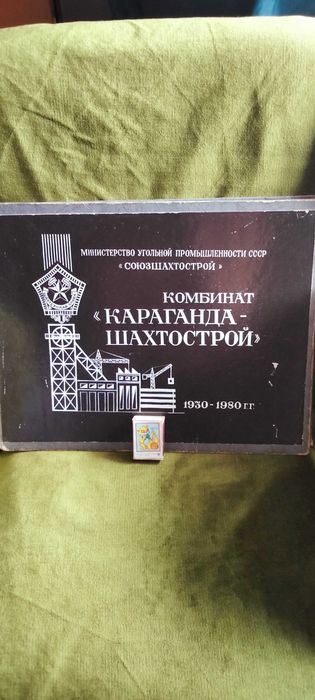 МИНИСТЕРСТВО УГОЛЬНОЙ ПРОМЫШЛЕННОСТИ СССР
«СОЮЗШАХТОСТРОЙ»
КОМБИНАТ
«КАРАГАНДА-
ШАХТОСТРОЙ»
1930-1980 Г.Г.